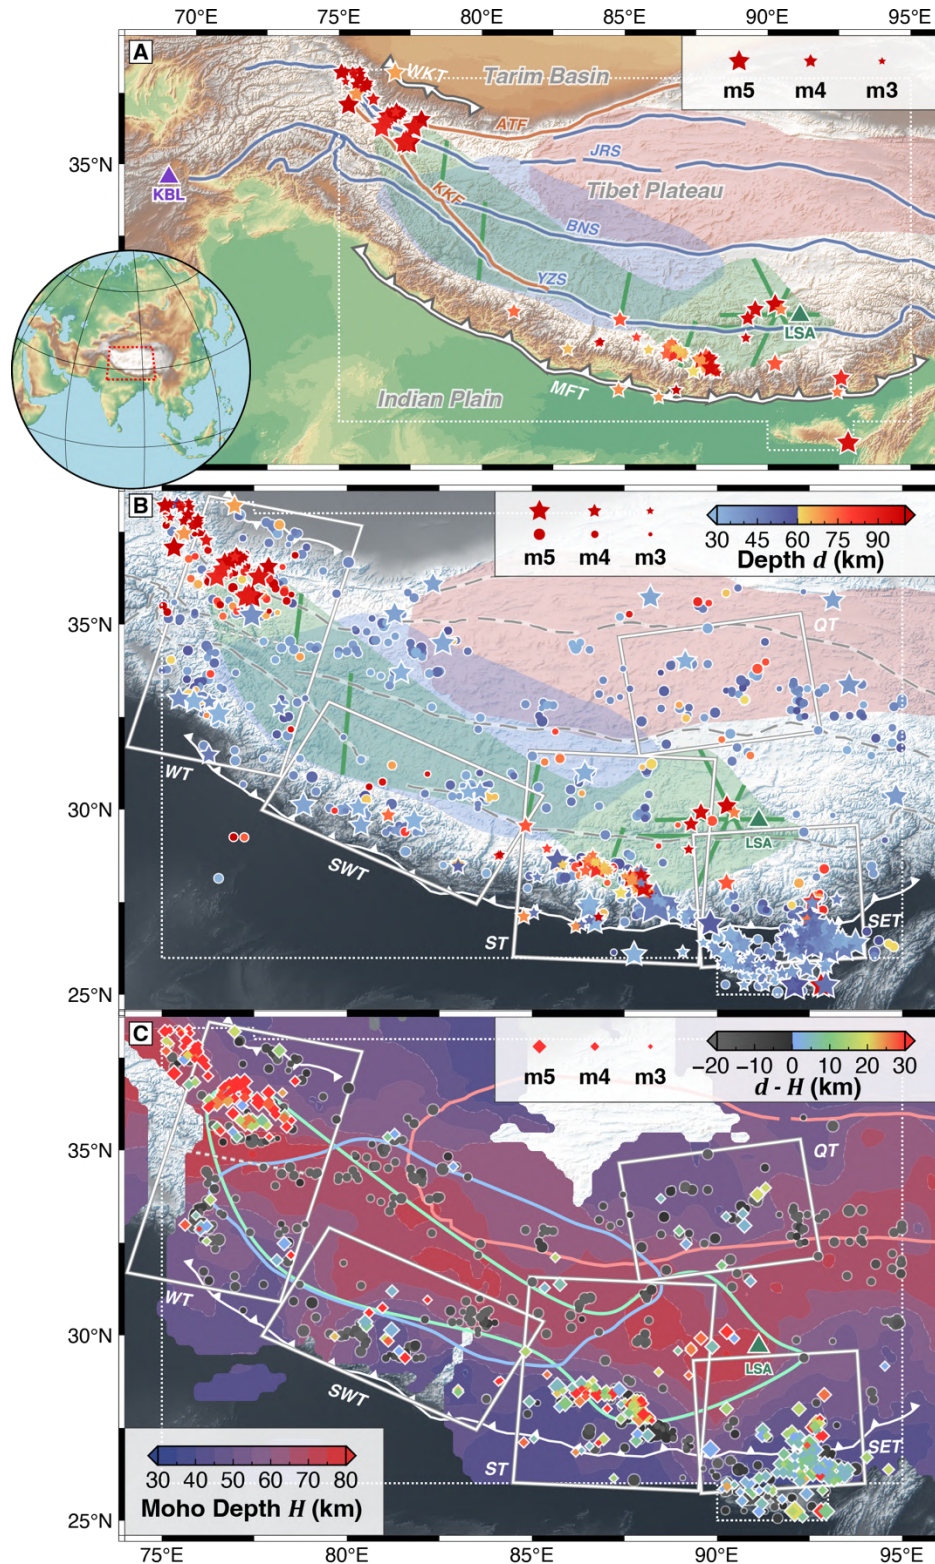 70°E 75°E 80°E 85°E 90°E 95°E
A
WKT
Tarim Basin
m5 m4 m3
ATF
35°N
JRS
KBL
Tibet Plateau
KKF
BNS
YZS
LSA
MFT
Indian Plain
B
m5 m4 m3
30 45 60 75 90
Depth d (km)
35°N
QT
WT
30°N
LSA
SWT
ST
SET
25°N
C
m5 m4 m3
−20 −10 0 10 20 30
d - H (km)
35°N
QT
WT
30°N
LSA
SWT
ST
SET
30 40 50 60 70 80
Moho Depth H (km)
25°N
75°E 80°E 85°E 90°E 95°E